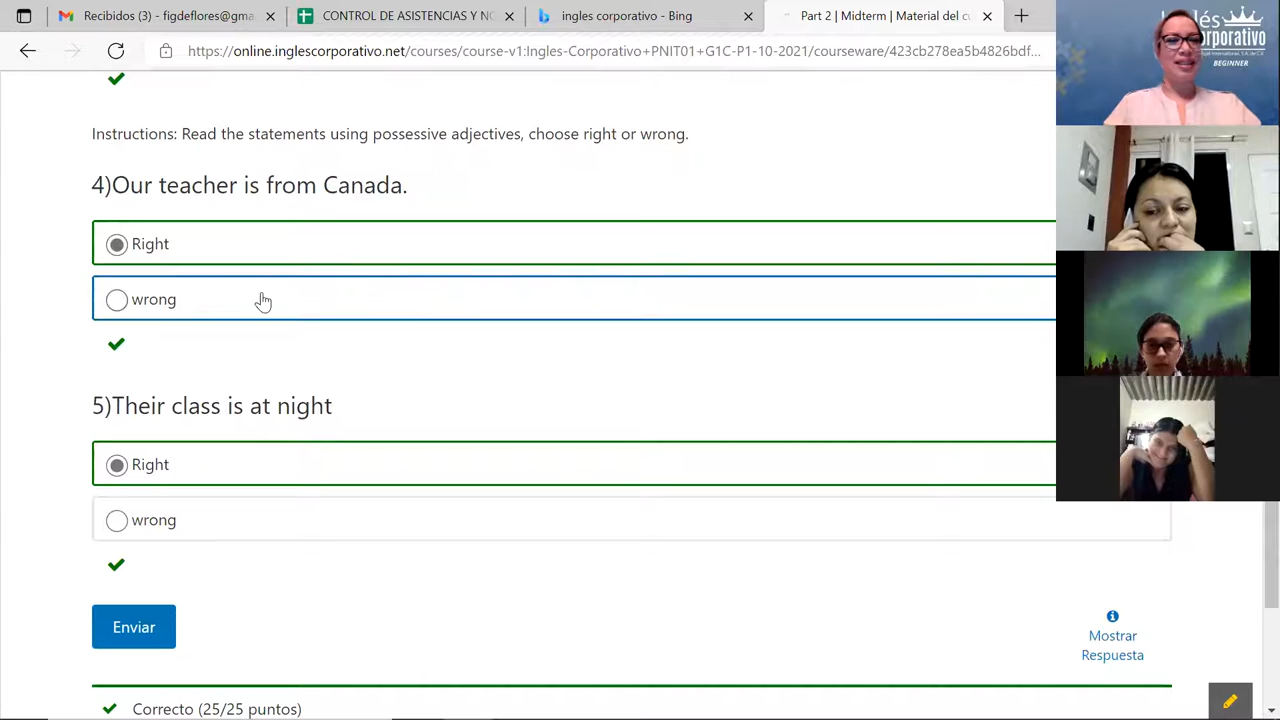 Recibidos (3) - figdeflores@gma
CONTROL DE ASISTENCIAS Y NO
ingles corporativo - Bing
Part 2 | Midterm | Material del cu
https://online.inglescorporativo.net/courses/course-v1:Ingles-Corporativo+PNIT01+G1C-P1-10-2021/courseware/423cb278ea5b4826bdf...
BEGINNER
Instructions: Read the statements using possessive adjectives, choose right or wrong.
4)Our teacher is from Canada.
Right
wrong
5)Their class is at night
Right
wrong
Enviar
Mostrar
Respuesta
Correcto (25/25 puntos)